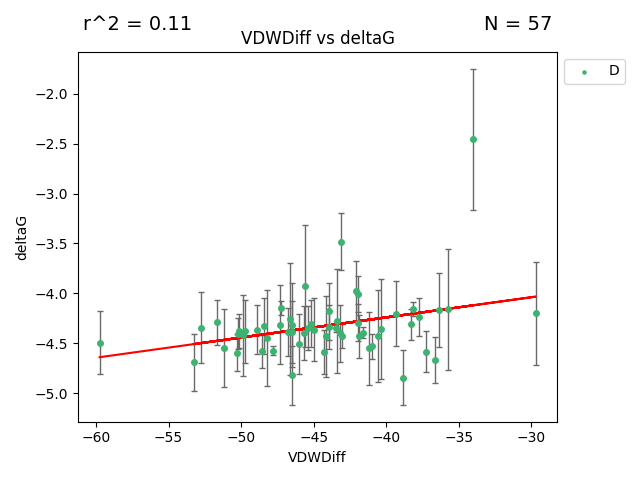 r^2 = 0.11
N = 57
VDWDiff vs deltaG
D
−2.0
−2.5
−3.0
−3.5
−4.0
−4.5
−5.0
deltaG
−60
−55
−50
−45
−40
−35
−30
VDWDiff